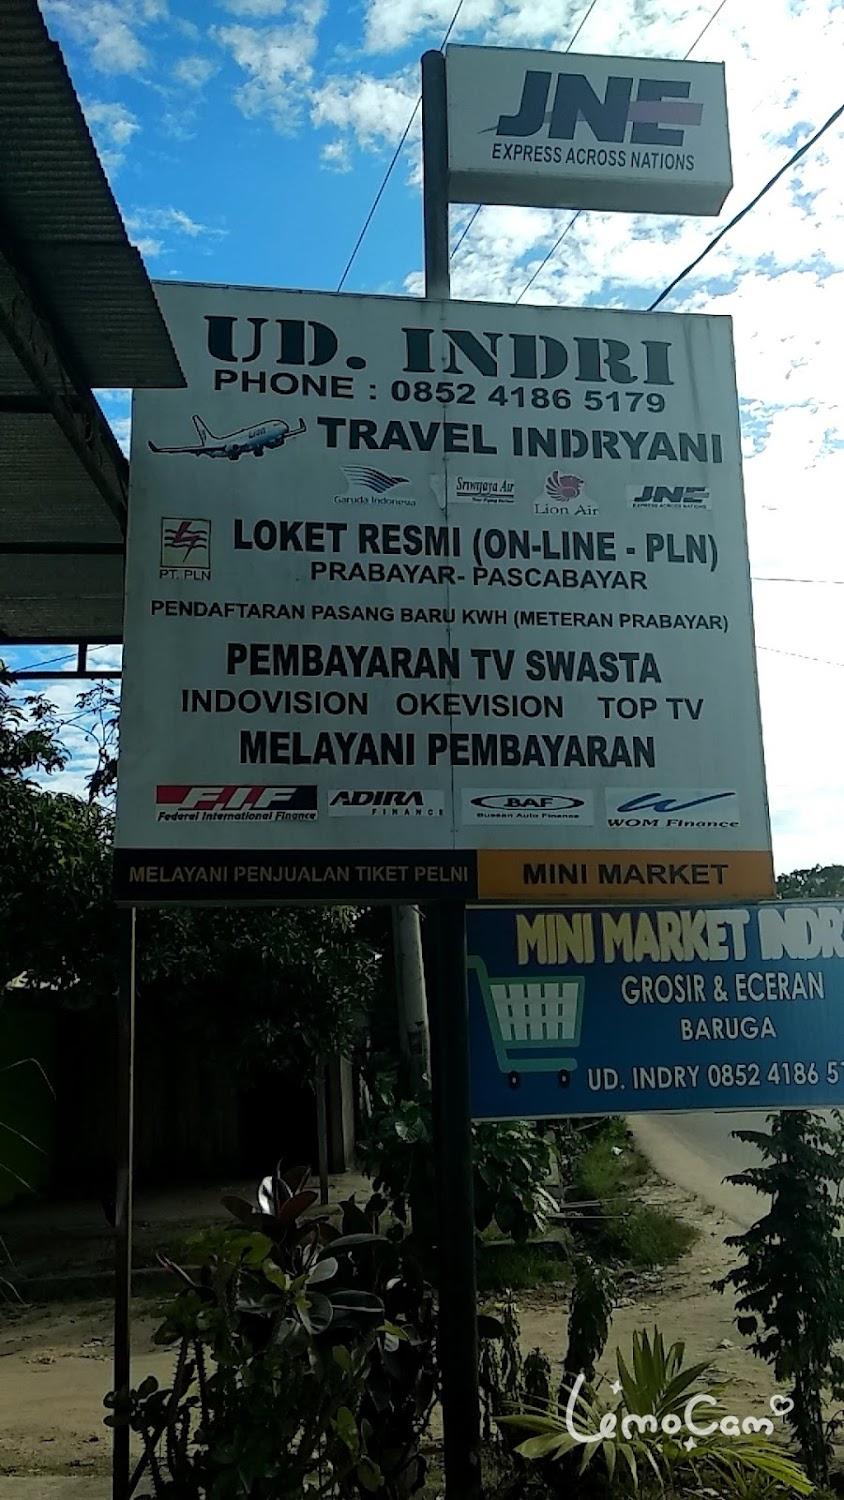 JNE
EXPRESS ACROSS NATIONS
UD. INDRI
PHONE : 0852 4186 5179
TRAVEL INDRYANI
Garuda Indonesia Sriwijaya Air Lion Air JNE
EXPRESS ACROSS NATIONS
LOKET RESMI (ON-LINE - PLN)
PT. PLN
PRABAYAR- PASCABAYAR
PENDAFTARAN PASANG BARU KWH (METERAN PRABAYAR)
PEMBAYARAN TV SWASTA
INDOVISION OKEVISION TOP TV
MELAYANI PEMBAYARAN
F.I.F ADIRA BAF
Federal International Finance FINANCE Bussan Auto Finance WOM Finance
MELAYANI PENJUALAN TIKET PELNI MINI MARKET
MINI MARKET INDR
GROSIR & ECERAN
BARUGA
UD. INDRY 0852 4186 51
LemoCam